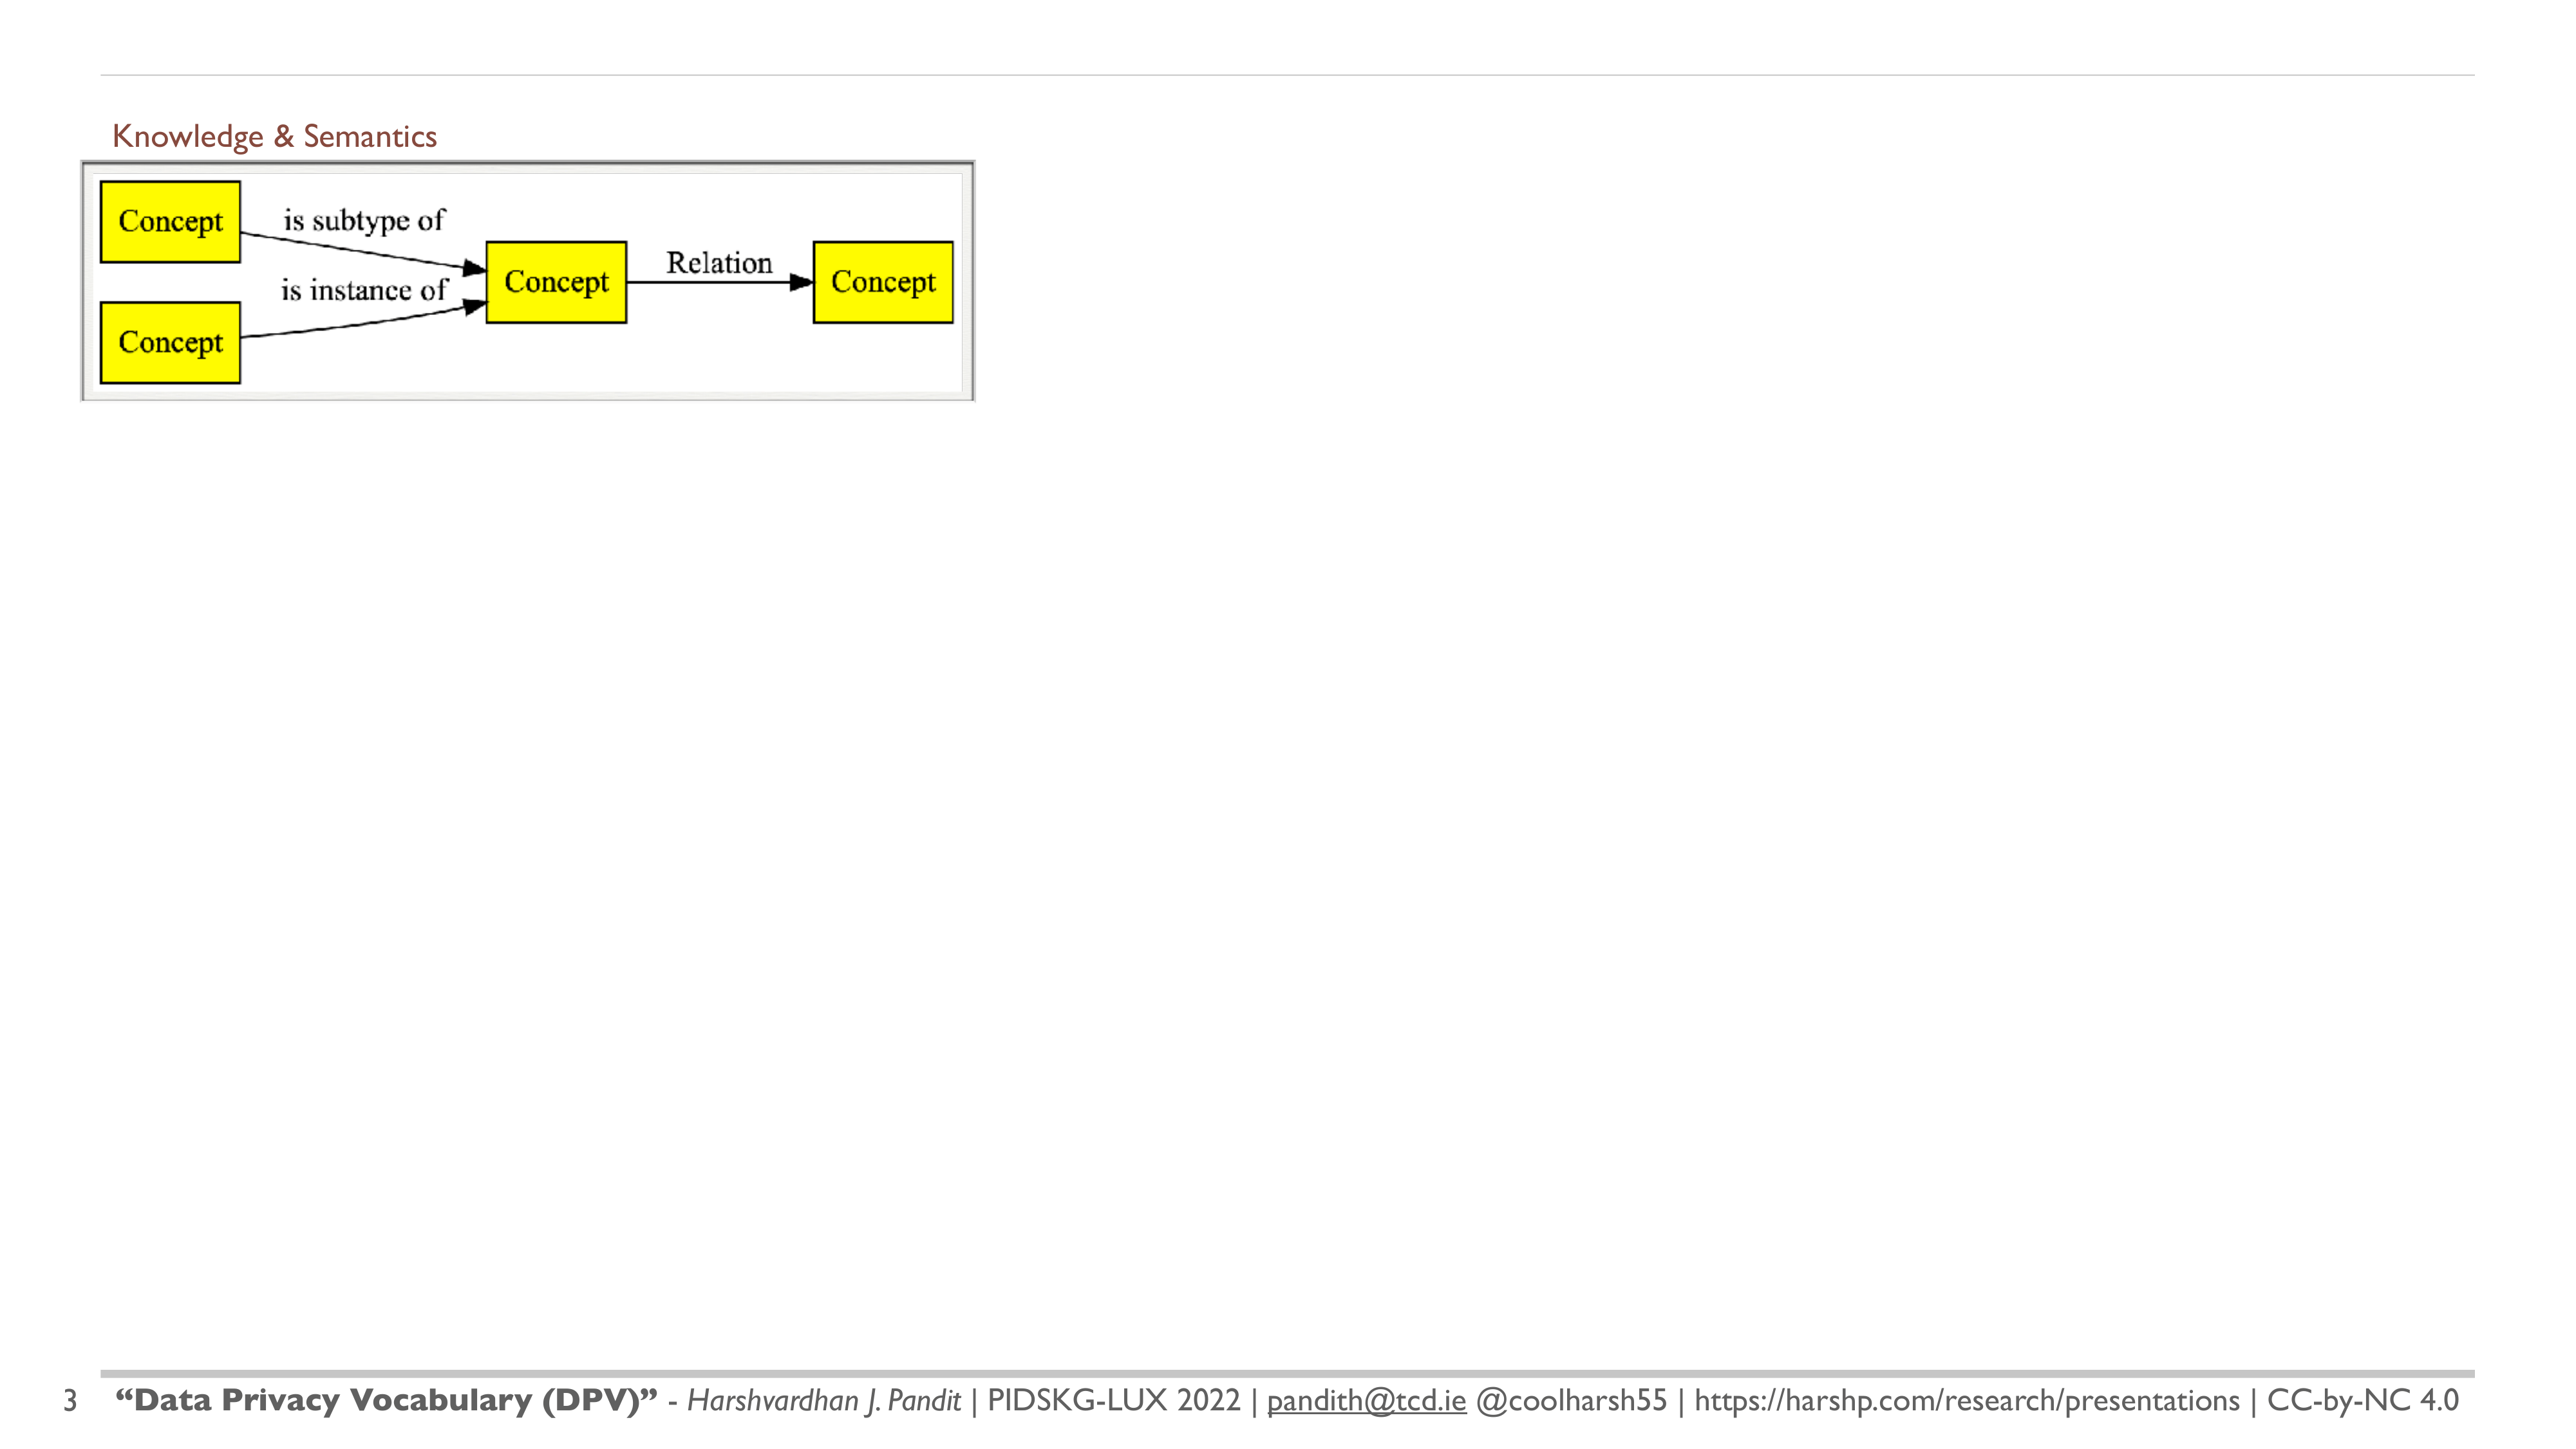 Knowledge & Semantics
Concept
is subtype of
Concept
Relation
Concept
is instance of
Concept
3 “Data Privacy Vocabulary (DPV)” - Harshvardhan J. Pandit | PIDSKG-LUX 2022 | pandith@tcd.ie @coolharsh55 | https://harshp.com/research/presentations | CC-by-NC 4.0